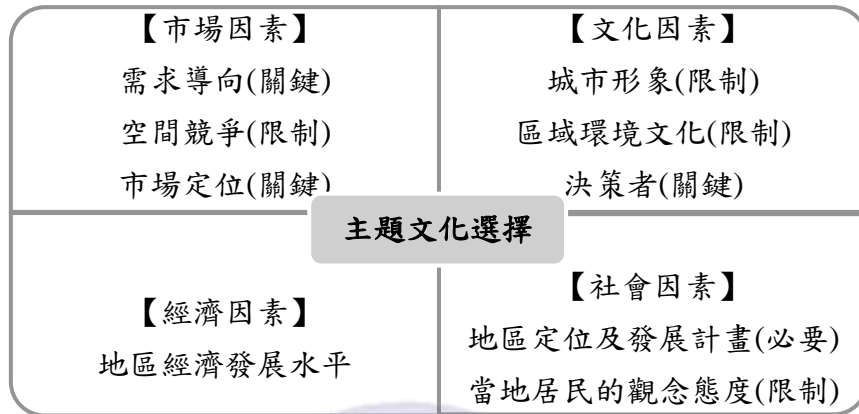 【市場因素】
需求導向(關鍵)
空間競爭(限制)
市場定位(關鍵)
【文化因素】
城市形象(限制)
區域環境文化(限制)
決策者(關鍵)
主題文化選擇
【經濟因素】
地區經濟發展水平
【社會因素】
地區定位及發展計畫(必要)
當地居民的觀念態度(限制)